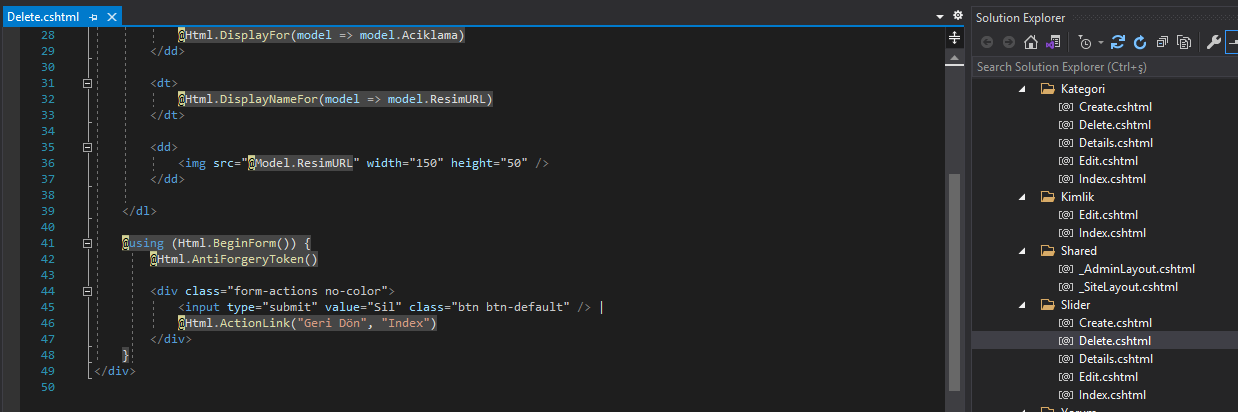 Delete.cshtml
28 @Html.DisplayFor(model => model.Aciklama)
29 </dd>
30
31 <dt>
32 @Html.DisplayNameFor(model => model.ResimURL)
33 </dt>
34
35 <dd>
36 <img src="@Model.ResimURL" width="150" height="50" />
37 </dd>
38
39 </dl>
40
41 @using (Html.BeginForm()) {
42 @Html.AntiForgeryToken()
43
44 <div class="form-actions no-color">
45 <input type="submit" value="Sil" class="btn btn-default" /> |
46 @Html.ActionLink("Geri Dön", "Index")
47 </div>
48 }
49 </div>
50
Solution Explorer
Search Solution Explorer (Ctrl+ş)
Kategori
Create.cshtml
Delete.cshtml
Details.cshtml
Edit.cshtml
Index.cshtml
Kimlik
Edit.cshtml
Index.cshtml
Shared
_AdminLayout.cshtml
_SiteLayout.cshtml
Slider
Create.cshtml
Delete.cshtml
Details.cshtml
Edit.cshtml
Index.cshtml